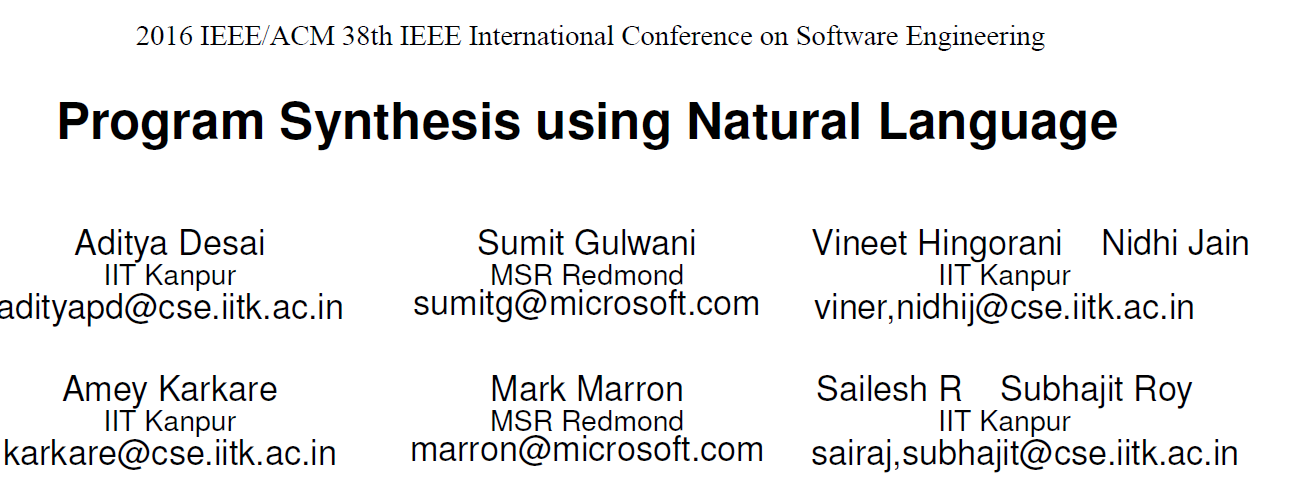 2016 IEEE/ACM 38th IEEE International Conference on Software Engineering
Program Synthesis using Natural Language
Aditya Desai
IIT Kanpur
adityapd@cse.iitk.ac.in
Sumit Gulwani
MSR Redmond
sumitg@microsoft.com
Vineet Hingorani Nidhi Jain
IIT Kanpur
viner,nidhij@cse.iitk.ac.in
Amey Karkare
IIT Kanpur
karkare@cse.iitk.ac.in
Mark Marron
MSR Redmond
marron@microsoft.com
Sailesh R Subhajit Roy
IIT Kanpur
sairaj,subhajit@cse.iitk.ac.in